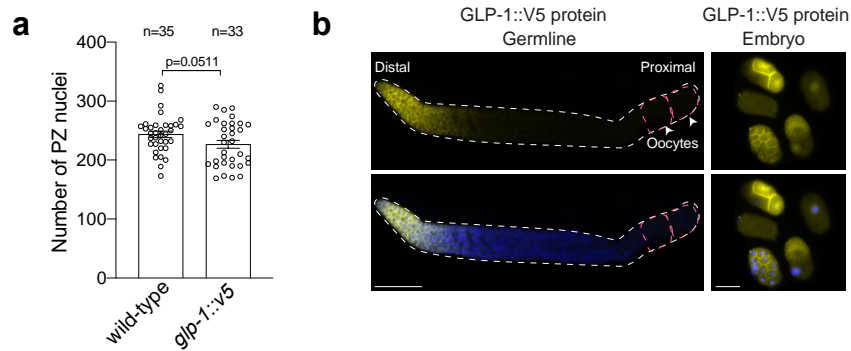 a
n=35 n=33
p=0.0511
400
300
200
100
0
Number of PZ nuclei
wild-type
glp-1::v5
b
GLP-1::V5 protein
Germline
GLP-1::V5 protein
Embryo
Distal
Proximal
Oocytes